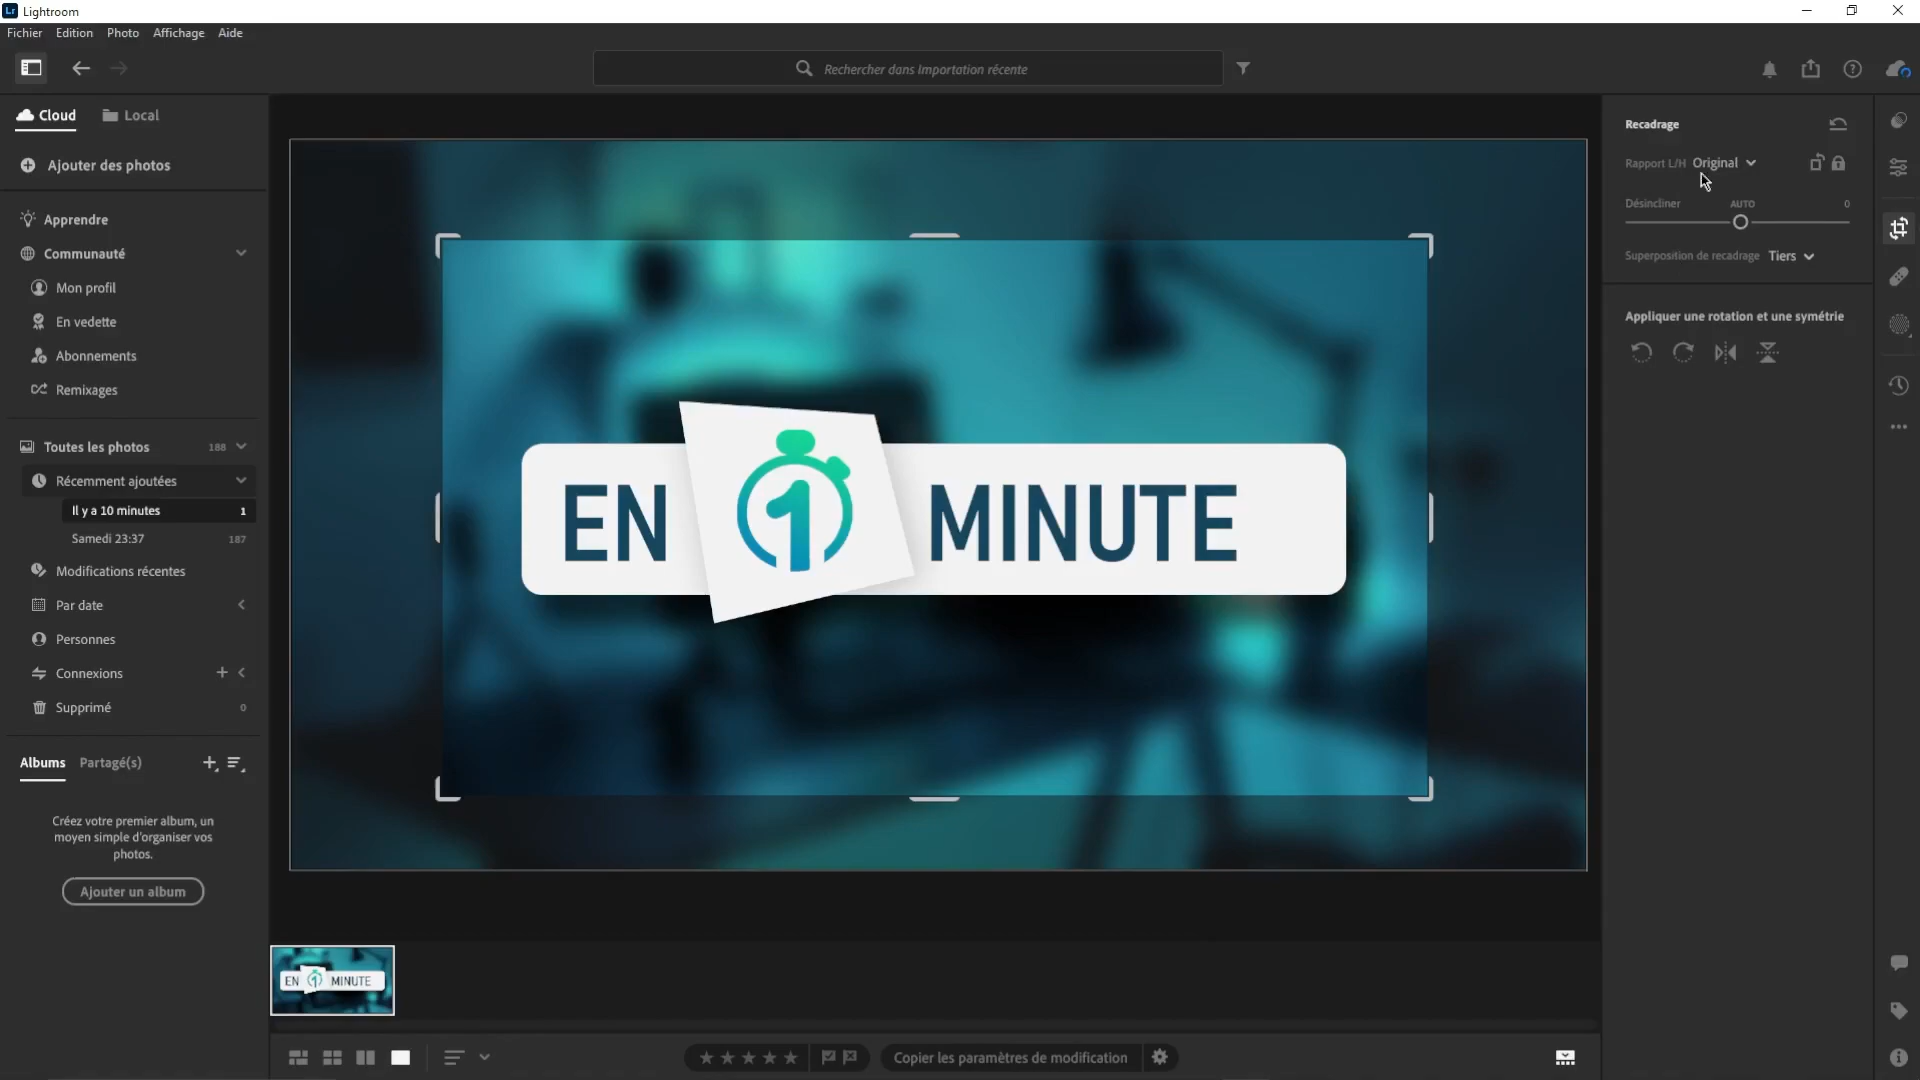 Lr Lightroom
Fichier Edition Photo Affichage Aide
Rechercher dans Importation récente
Cloud Local
Ajouter des photos
Apprendre
Communauté
Mon profil
En vedette
Abonnements
Remixages
Toutes les photos 188
Récemment ajoutées
Il y a 10 minutes 1
Samedi 23:37 187
Modifications récentes
Par date
Personnes
Connexions
Supprimé 0
Albums Partagé(s)
Créez votre premier album, un
moyen simple d'organiser vos
photos.
Ajouter un album
EN 1 MINUTE
EN 1 MINUTE
Copier les paramètres de modification
Recadrage
Rapport L/H Original
Désincliner AUTO 0
Superposition de recadrage Tiers
Appliquer une rotation et une symétrie